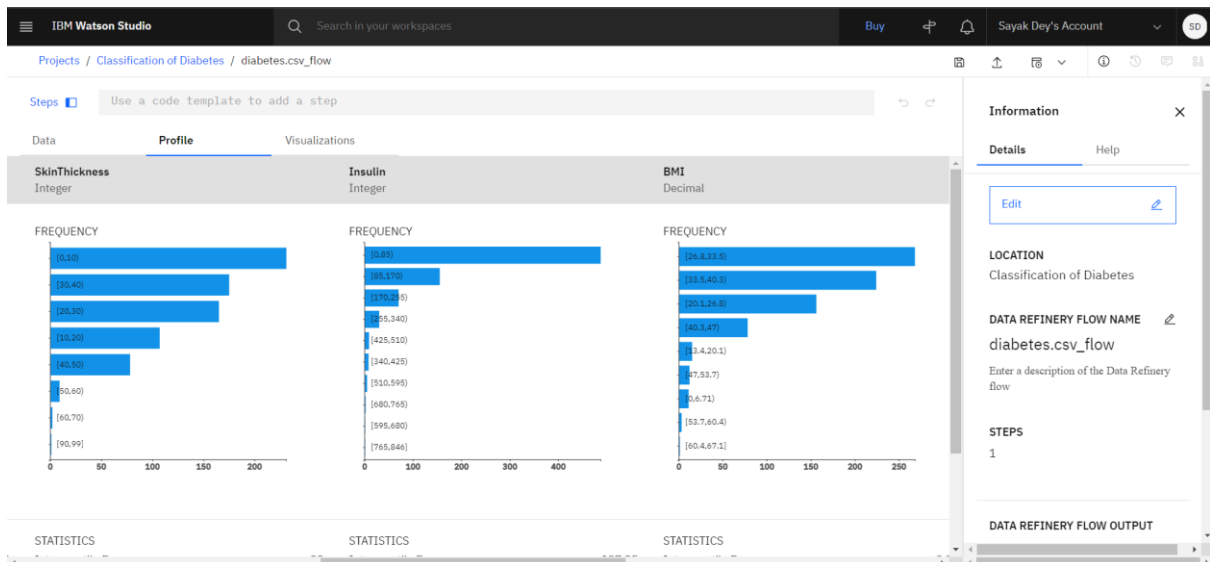 IBM Watson Studio
Search in your workspaces
Buy
Sayak Dey's Account
SD
Projects / Classification of Diabetes / diabetes.csv_flow
Steps
Use a code template to add a step
Data
Profile
Visualizations
SkinThickness
Integer
FREQUENCY
[0,10)
[30,40)
[20,30)
[10,20)
[40,50)
[50,60)
[60,70)
[90,99]
0 50 100 150 200
STATISTICS
Insulin
Integer
FREQUENCY
[0,85)
[85,170)
[170,255)
[255,340)
[425,510)
[340,425)
[510,595)
[680,765)
[595,680)
[765,846]
0 100 200 300 400
STATISTICS
BMI
Decimal
FREQUENCY
[26.8,33.5)
[33.5,40.3)
[20.1,26.8)
[40.3,47)
[13.4,20.1)
[47,53.7)
[0,6.71)
[53.7,60.4)
[60.4,67.1]
0 50 100 150 200 250
STATISTICS
Information
Details
Help
Edit
LOCATION
Classification of Diabetes
DATA REFINERY FLOW NAME
diabetes.csv_flow
Enter a description of the Data Refinery
flow
STEPS
1
DATA REFINERY FLOW OUTPUT